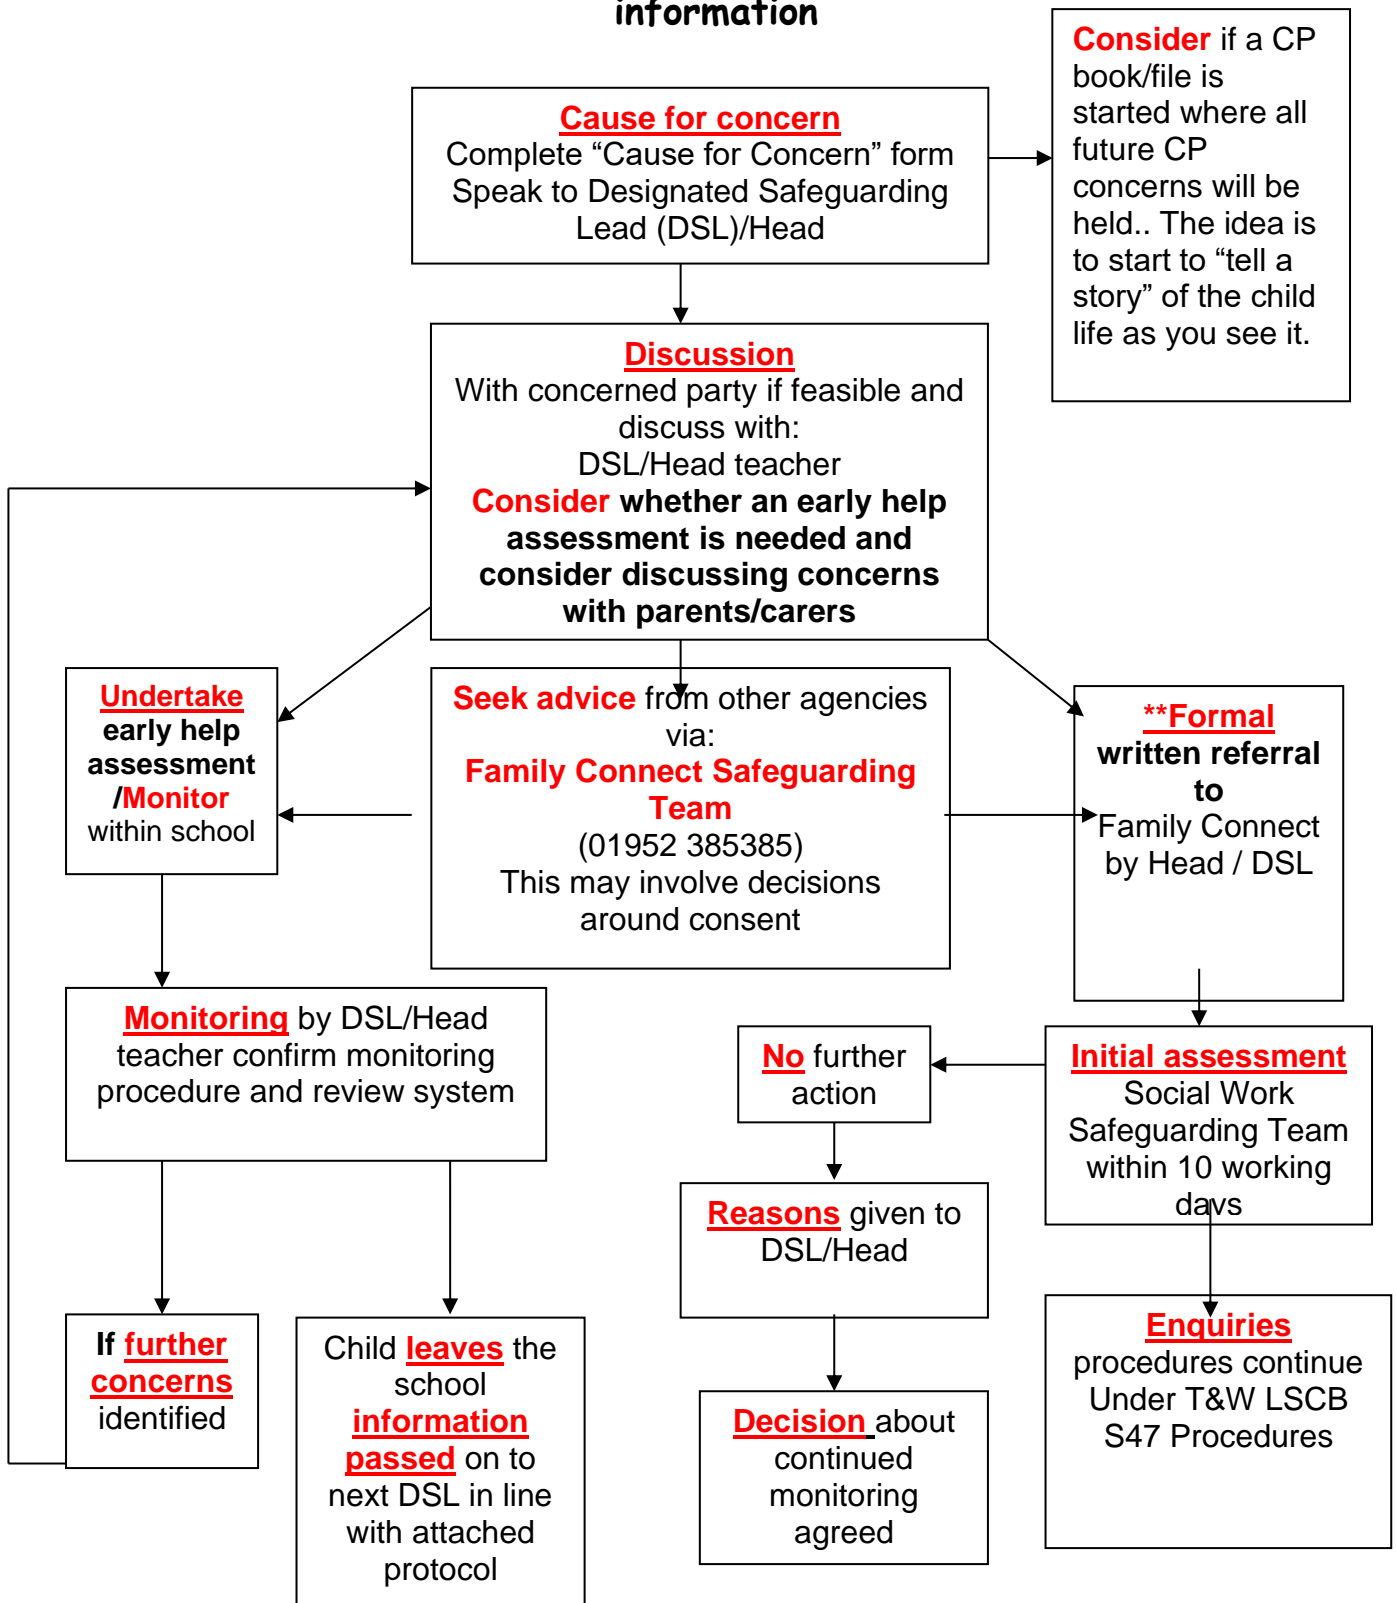 information
Cause for concern
Complete “Cause for Concern” form
Speak to Designated Safeguarding
Lead (DSL)/Head
Consider if a CP
book/file is
started where all
future CP
concerns will be
held.. The idea is
to start to “tell a
story” of the child
life as you see it.
Discussion
With concerned party if feasible and
discuss with:
DSL/Head teacher
Consider whether an early help
assessment is needed and
consider discussing concerns
with parents/carers
Undertake
early help
assessment
/Monitor
within school
Seek advice from other agencies
via:
Family Connect Safeguarding
Team
(01952 385385)
This may involve decisions
around consent
**Formal
written referral
to
Family Connect
by Head / DSL
Monitoring by DSL/Head
teacher confirm monitoring
procedure and review system
No further
action
Initial assessment
Social Work
Safeguarding Team
within 10 working
days
Reasons given to
DSL/Head
If further
concerns
identified
Child leaves the
school
information
passed on to
next DSL in line
with attached
protocol
Decision about
continued
monitoring
agreed
Enquiries
procedures continue
Under T&W LSCB
S47 Procedures